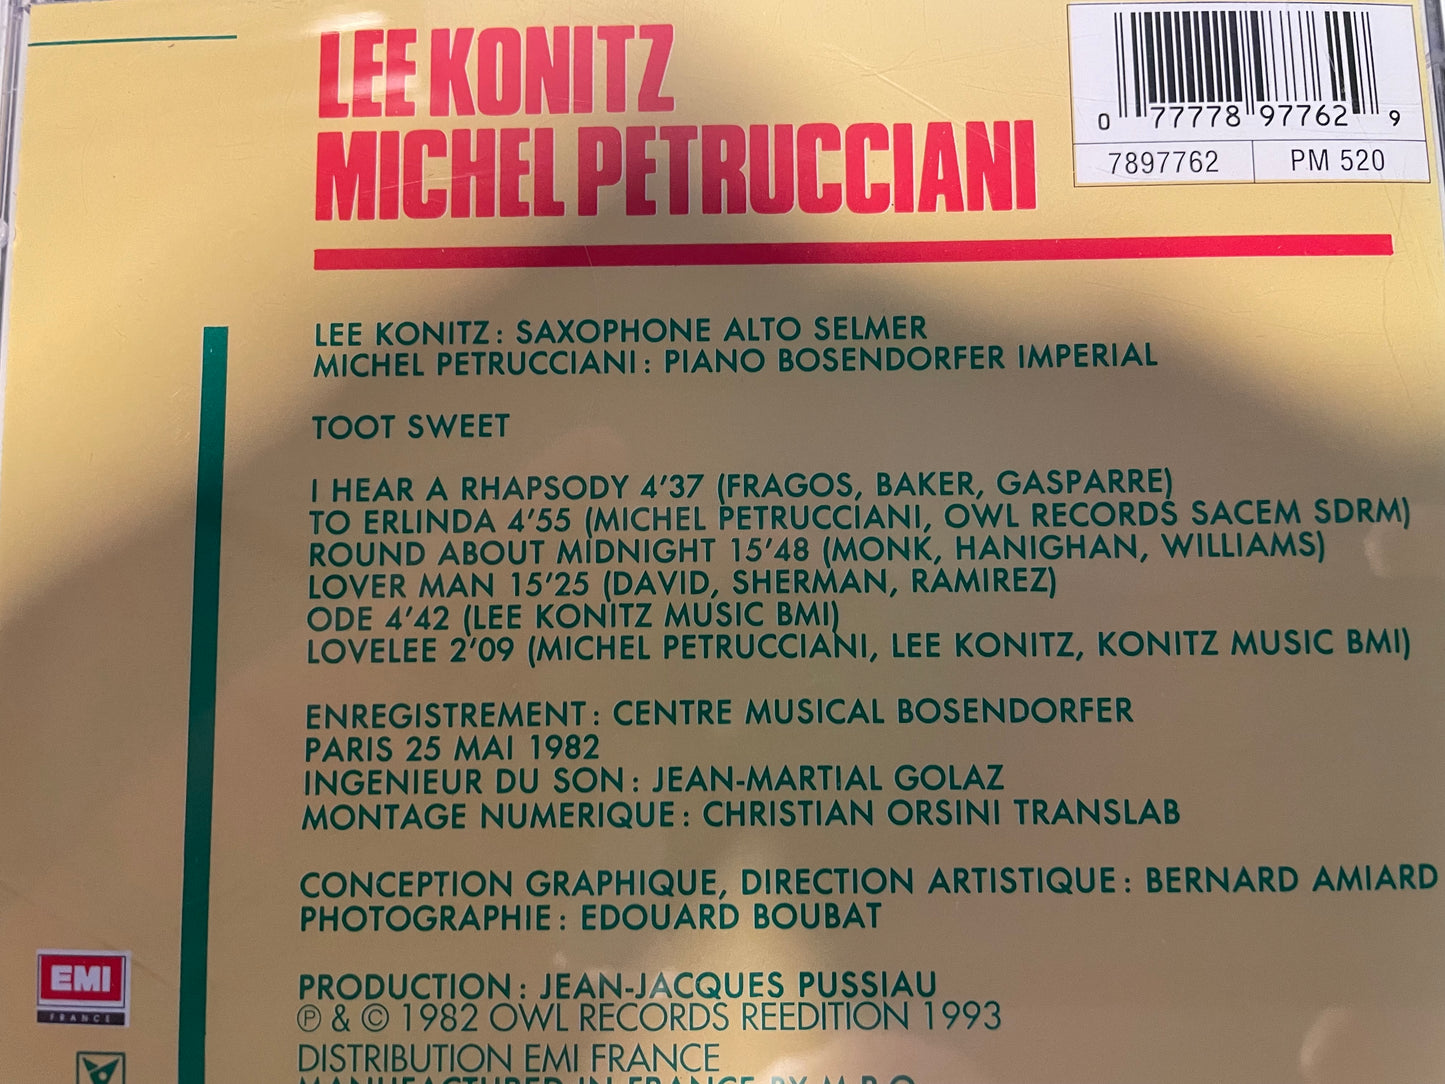 LEE KONITZ
MICHEL PETRUCCIANI
0 77778 97762 9
7897762 PM 520
LEE KONITZ : SAXOPHONE ALTO SELMER
MICHEL PETRUCCIANI : PIANO BOSENDORFER IMPERIAL
TOOT SWEET
I HEAR A RHAPSODY 4'37 (FRAGOS, BAKER, GASPARRE)
TO ERLINDA 4'55 (MICHEL PETRUCCIANI, OWL RECORDS SACEM SDRM)
ROUND ABOUT MIDNIGHT 15'48 (MONK, HANIGHAN, WILLIAMS)
LOVER MAN 15'25 (DAVID, SHERMAN, RAMIREZ)
ODE 4'42 (LEE KONITZ MUSIC BMI)
LOVELEE 2'09 (MICHEL PETRUCCIANI, LEE KONITZ, KONITZ MUSIC BMI)
ENREGISTREMENT : CENTRE MUSICAL BOSENDORFER
PARIS 25 MAI 1982
INGENIEUR DU SON : JEAN-MARTIAL GOLAZ
MONTAGE NUMERIQUE : CHRISTIAN ORSINI TRANSLAB
CONCEPTION GRAPHIQUE, DIRECTION ARTISTIQUE : BERNARD AMIARD
PHOTOGRAPHIE : EDOUARD BOUBAT
PRODUCTION : JEAN-JACQUES PUSSIAU
℗ & © 1982 OWL RECORDS REEDITION 1993
DISTRIBUTION EMI FRANCE
MANUFACTURED IN FRANCE BY M.P.O.
EMI
FRANCE